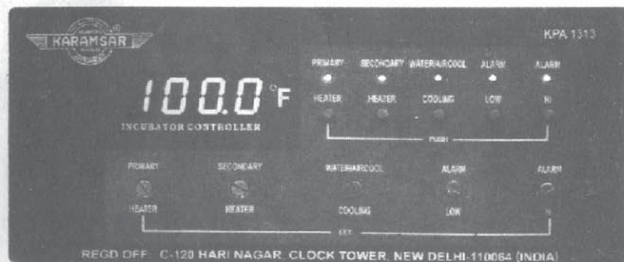 KARAMSAR
KPA 1313
PRIMARY SECONDARY WATER/AIRCOOL ALARM ALARM
100.0 °F
HEATER HEATER COOLING LOW HI
INCUBATOR CONTROLLER
PUSH
PRIMARY SECONDARY WATER/AIRCOOL ALARM ALARM
HEATER HEATER COOLING LOW HI
SET
REGD OFF: C-120 HARI NAGAR, CLOCK TOWER, NEW DELHI-110064 (INDIA)